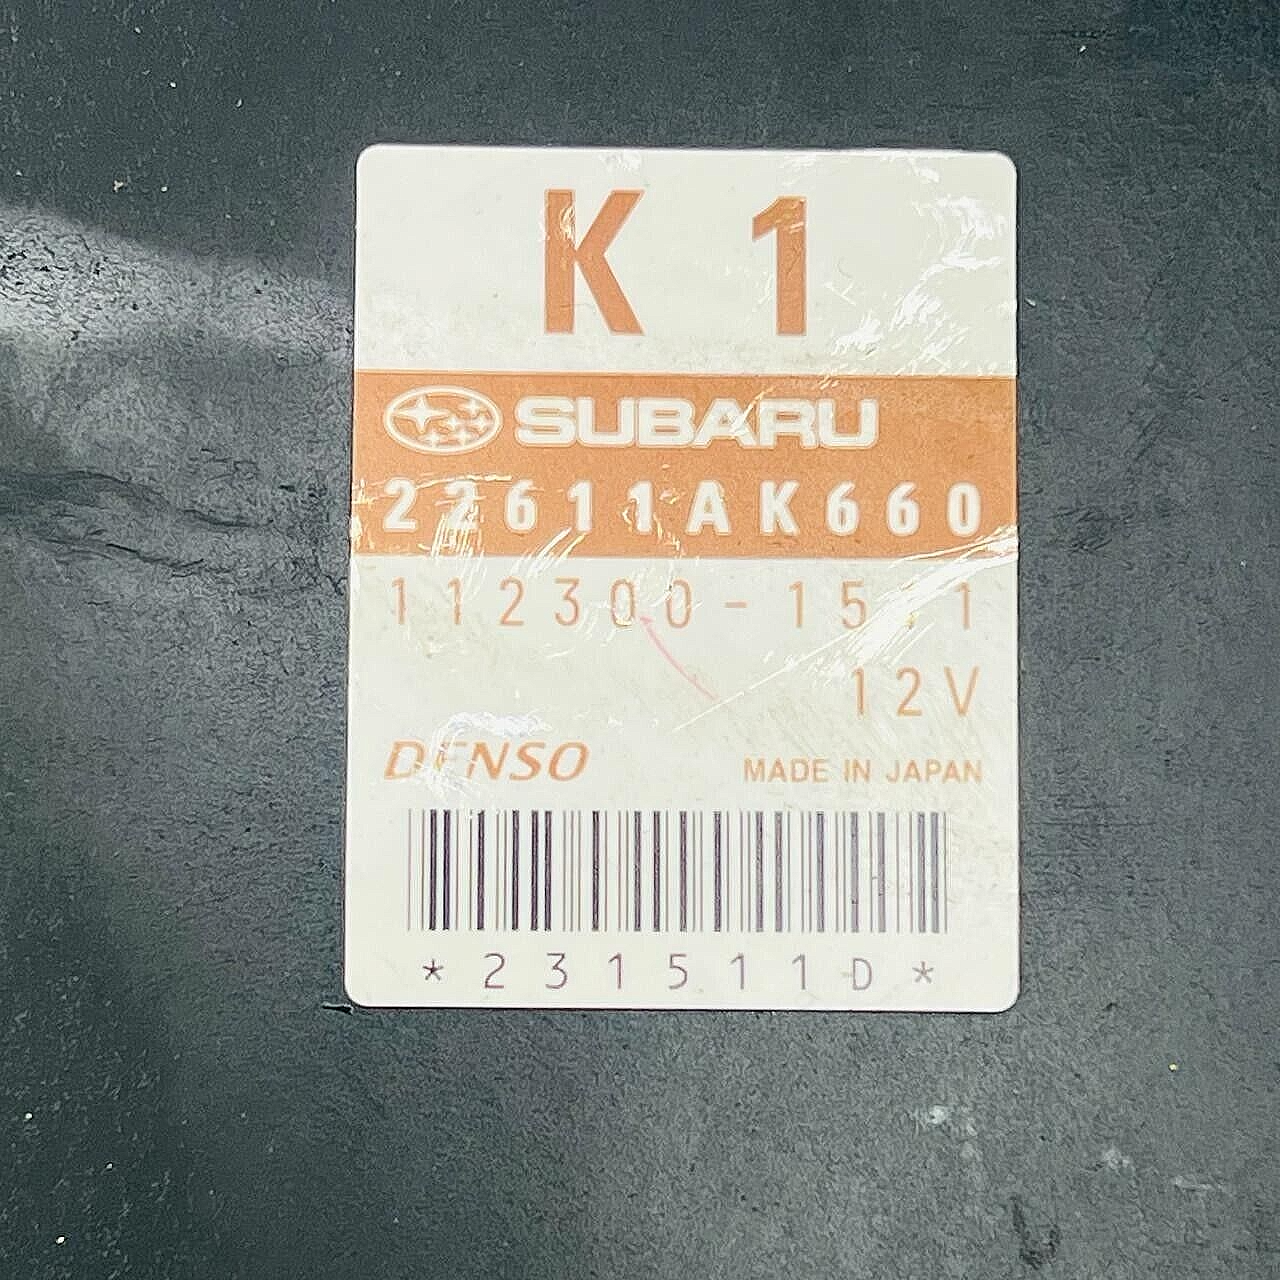 K 1
SUBARU
22611AK660
12V
DENSO
MADE IN JAPAN
*231511D*